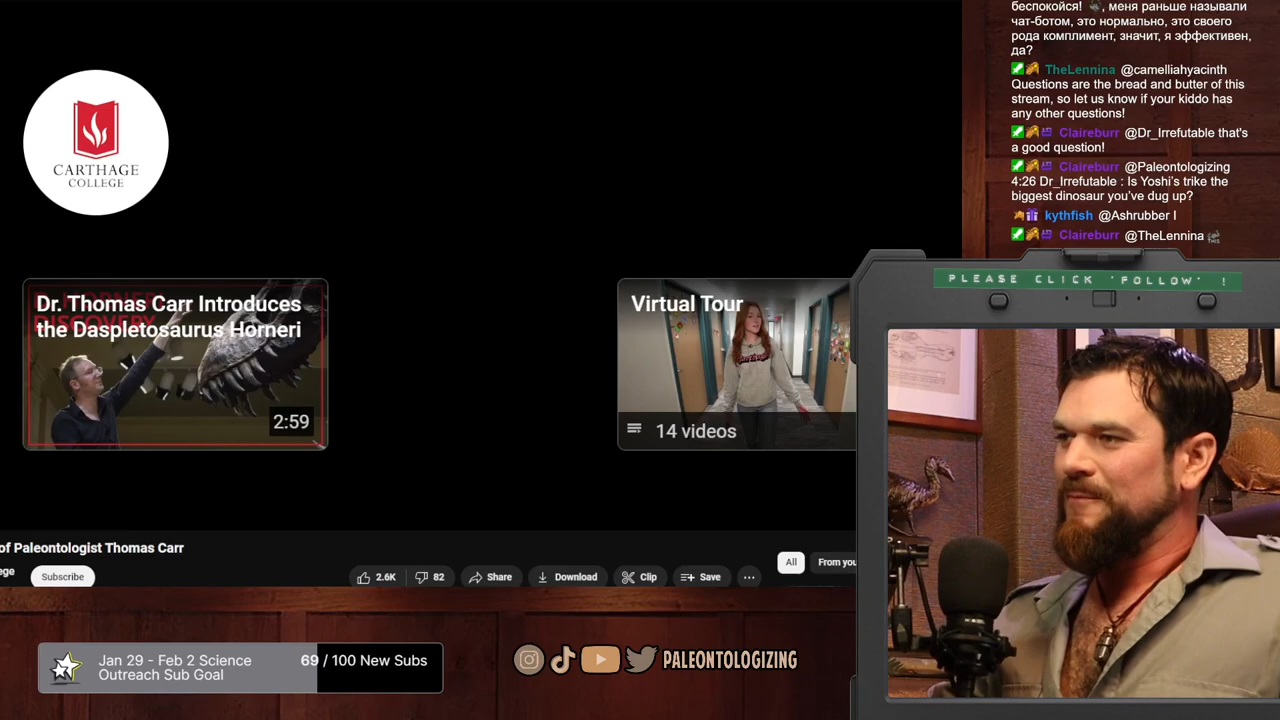 беспокойся! , меня раньше называли
чат-ботом, это нормально, это своего
рода комплимент, значит, я эффективен,
да?
TheLennina @camelliahyacinth
Questions are the bread and butter of this
stream, so let us know if your kiddo has
any other questions!
Claireburr @Dr_Irrefutable that's
a good question!
Claireburr @Paleontologizing
4:26 Dr_Irrefutable : Is Yoshi's trike the
biggest dinosaur you've dug up?
kythfish @Ashrubber I
Claireburr @TheLennina
THIS
PLEASE CLICK 'FOLLOW' !
CARTHAGE
COLLEGE
Dr. Thomas Carr Introduces
the Daspletosaurus Horneri
DISCOVERY
2:59
Virtual Tour
14 videos
of Paleontologist Thomas Carr
ege
Subscribe
2.6K
82
Share
Download
Clip
Save
All
From you
Jan 29 - Feb 2 Science
Outreach Sub Goal
69 / 100 New Subs
PALEONTOLOGIZING